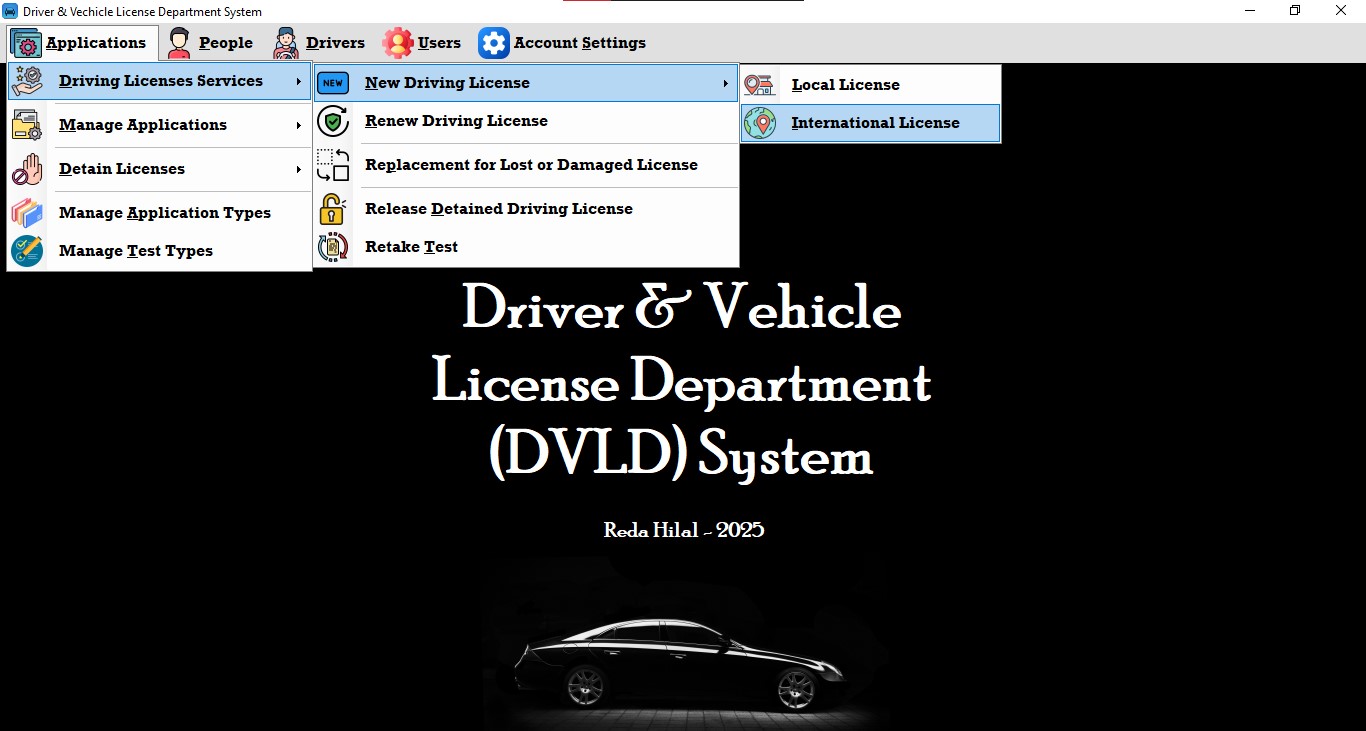 Driver & Vechicle License Department System
Applications People Drivers Users Account Settings
Driving Licenses Services
Manage Applications
Detain Licenses
Manage Application Types
Manage Test Types
NEW New Driving License
Renew Driving License
Replacement for Lost or Damaged License
Release Detained Driving License
Retake Test
Local License
International License
Driver & Vehicle
License Department
(DVLD) System
Reda Hilal - 2025